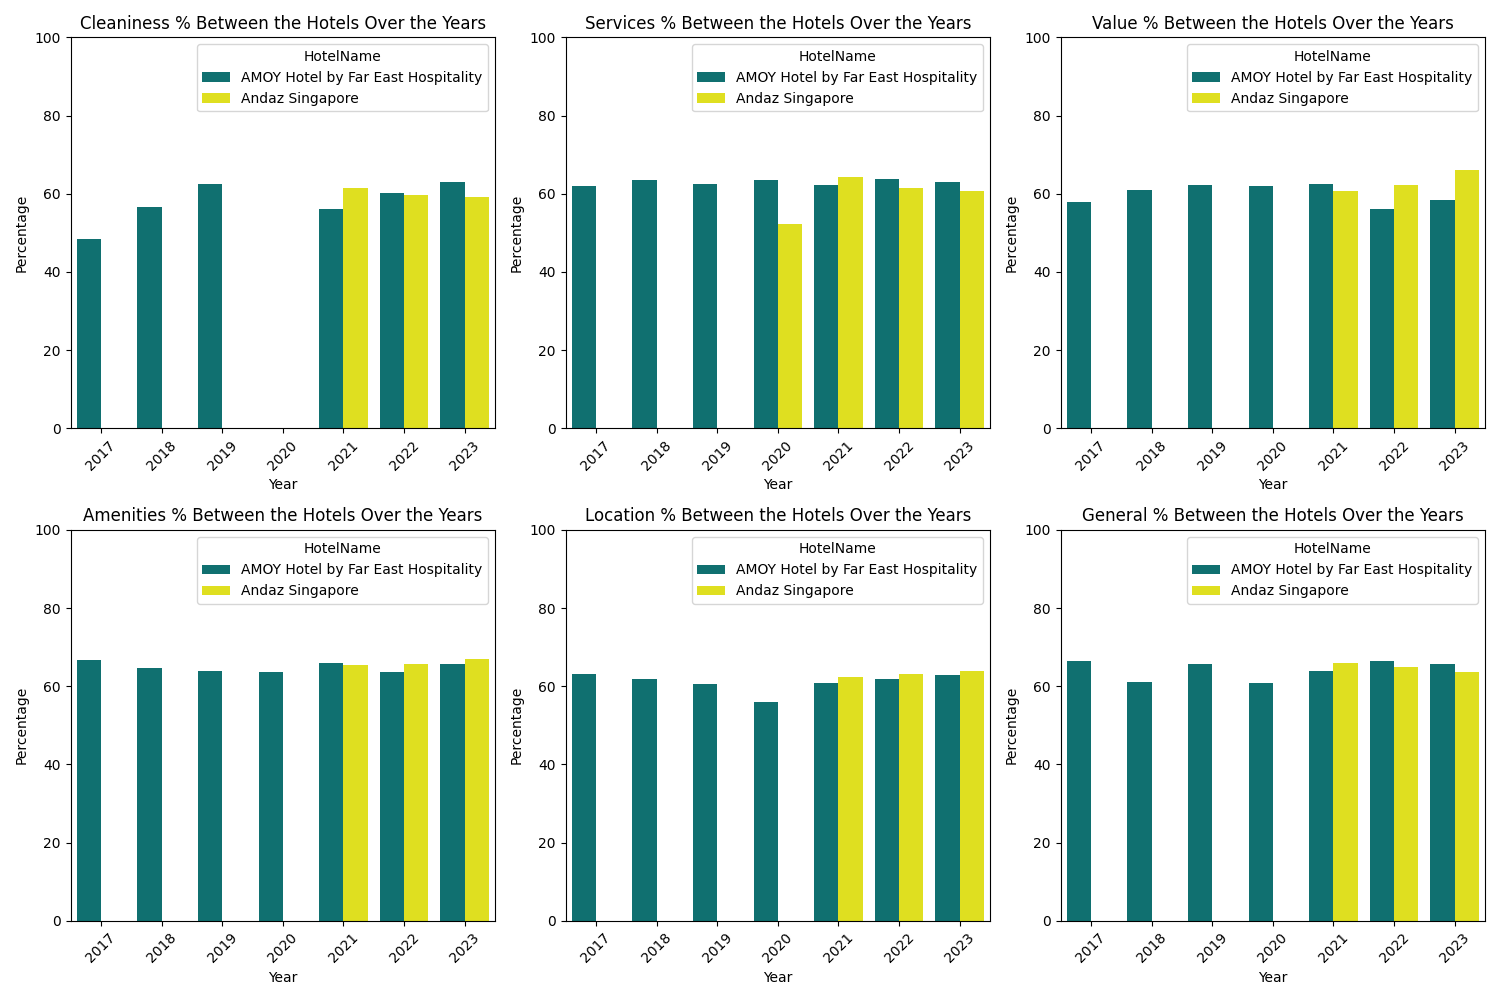 Cleaniness % Between the Hotels Over the Years
HotelName
AMOY Hotel by Far East Hospitality
Andaz Singapore
Percentage
100
80
60
40
20
0
2017 2018 2019 2020 2021 2022 2023
Year
Services % Between the Hotels Over the Years
HotelName
AMOY Hotel by Far East Hospitality
Andaz Singapore
Percentage
100
80
60
40
20
0
2017 2018 2019 2020 2021 2022 2023
Year
Value % Between the Hotels Over the Years
HotelName
AMOY Hotel by Far East Hospitality
Andaz Singapore
Percentage
100
80
60
40
20
0
2017 2018 2019 2020 2021 2022 2023
Year
Amenities % Between the Hotels Over the Years
HotelName
AMOY Hotel by Far East Hospitality
Andaz Singapore
Percentage
100
80
60
40
20
0
2017 2018 2019 2020 2021 2022 2023
Year
Location % Between the Hotels Over the Years
HotelName
AMOY Hotel by Far East Hospitality
Andaz Singapore
Percentage
100
80
60
40
20
0
2017 2018 2019 2020 2021 2022 2023
Year
General % Between the Hotels Over the Years
HotelName
AMOY Hotel by Far East Hospitality
Andaz Singapore
Percentage
100
80
60
40
20
0
2017 2018 2019 2020 2021 2022 2023
Year